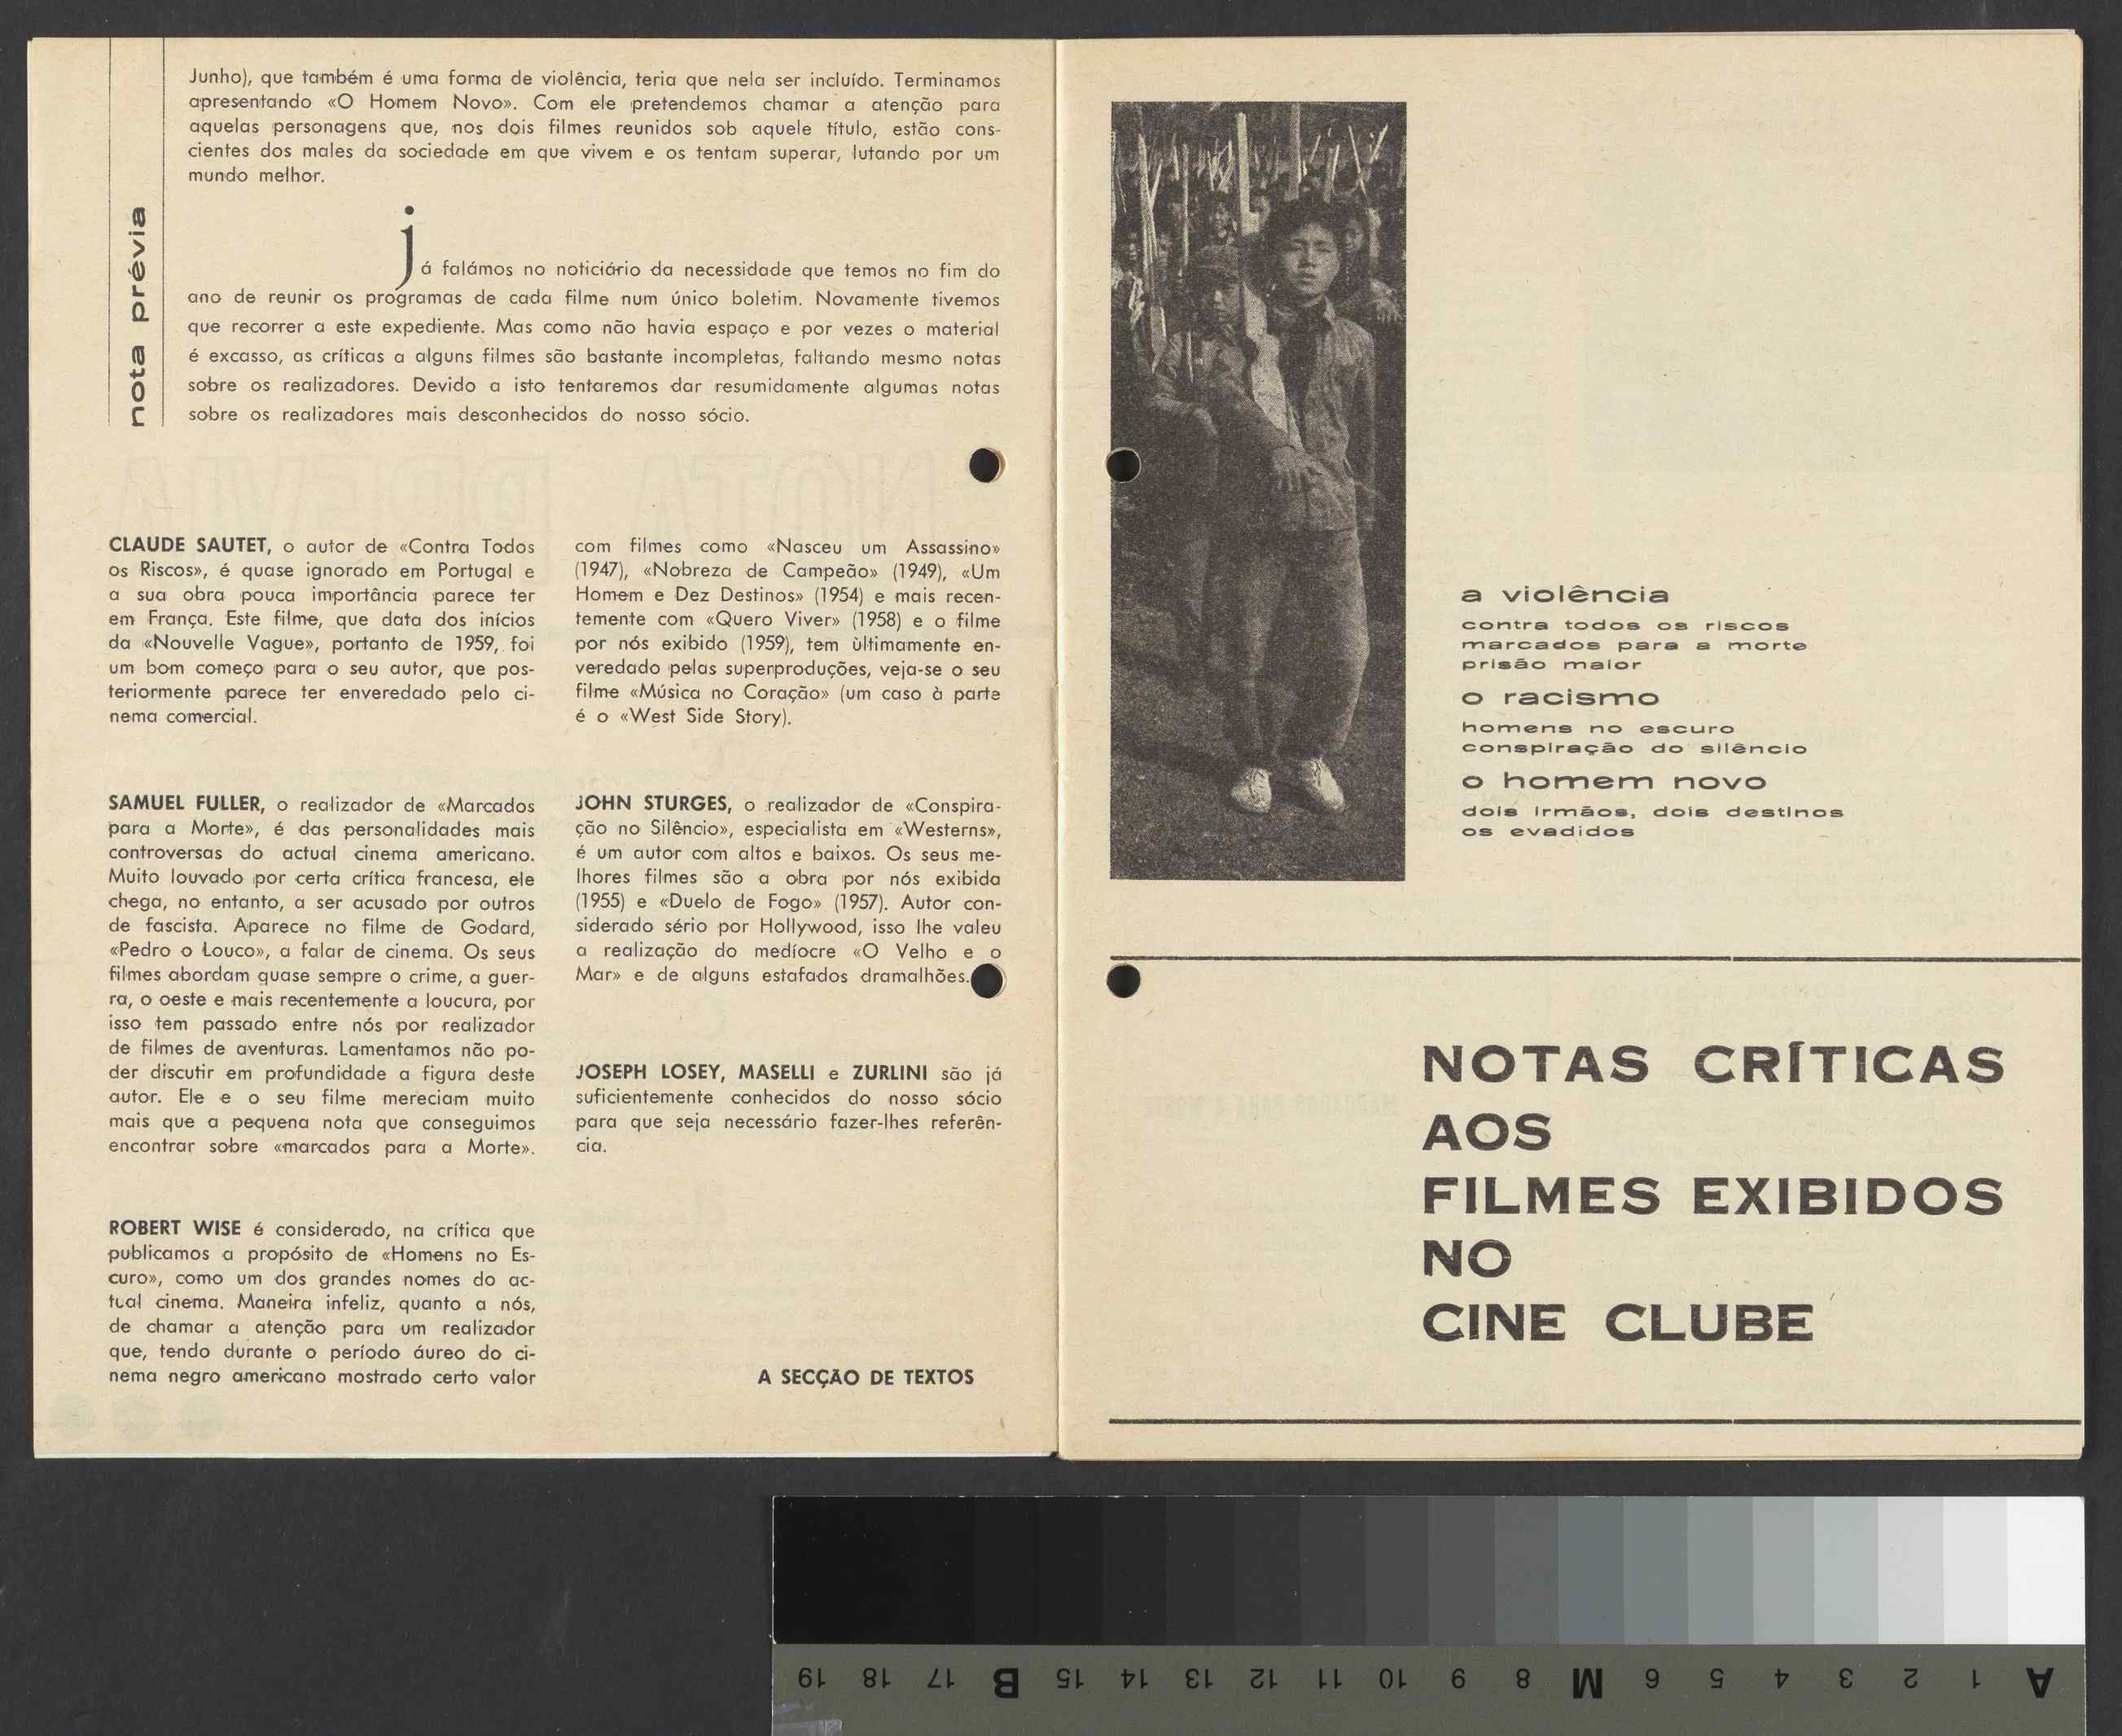 Junho), que também é uma forma de violência, teria que nela ser incluído. Terminamos
apresentando «O Homem Novo». Com ele pretendemos chamar a atenção para
aquelas personagens que, nos dois filmes reunidos sob aquele título, estão cons-
cientes dos males da sociedade em que vivem e os tentam superar, lutando por um
mundo melhor.
nota prévia
já falámos no noticiário da necessidade que temos no fim do
ano de reunir os programas de cada filme num único boletim. Novamente tivemos
que recorrer a este expediente. Mas como não havia espaço e por vezes o material
é excasso, as críticas a alguns filmes são bastante incompletas, faltando mesmo notas
sobre os realizadores. Devido a isto tentaremos dar resumidamente algumas notas
sobre os realizadores mais desconhecidos do nosso sócio.
CLAUDE SAUTET, o autor de «Contra Todos
os Riscos», é quase ignorado em Portugal e
a sua obra pouca importância parece ter
em França. Este filme, que data dos inícios
da «Nouvelle Vague», portanto de 1959, foi
um bom começo para o seu autor, que pos-
teriormente parece ter enveredado pelo ci-
nema comercial.
SAMUEL FULLER, o realizador de «Marcados
para a Morte», é das personalidades mais
controversas do actual cinema americano.
Muito louvado por certa crítica francesa, ele
chega, no entanto, a ser acusado por outros
de fascista. Aparece no filme de Godard,
«Pedro o Louco», a falar de cinema. Os seus
filmes abordam quase sempre o crime, a guer-
ra, o oeste e mais recentemente a loucura, por
isso tem passado entre nós por realizador
de filmes de aventuras. Lamentamos não po-
der discutir em profundidade a figura deste
autor. Ele e o seu filme mereciam muito
mais que a pequena nota que conseguimos
encontrar sobre «marcados para a Morte».
ROBERT WISE é considerado, na crítica que
publicamos a propósito de «Homens no Es-
curo», como um dos grandes nomes do ac-
tual cinema. Maneira infeliz, quanto a nós,
de chamar a atenção para um realizador
que, tendo durante o período áureo do ci-
nema negro americano mostrado certo valor
com filmes como «Nasceu um Assassino»
(1947), «Nobreza de Campeão» (1949), «Um
Homem e Dez Destinos» (1954) e mais recen-
temente com «Quero Viver» (1958) e o filme
por nós exibido (1959), tem ùltimamente en-
veredado pelas superproduções, veja-se o seu
filme «Música no Coração» (um caso à parte
é o «West Side Story).
JOHN STURGES, o realizador de «Conspira-
ção no Silêncio», especialista em «Westerns»,
é um autor com altos e baixos. Os seus me-
lhores filmes são a obra por nós exibida
(1955) e «Duelo de Fogo» (1957). Autor con-
siderado sério por Hollywood, isso lhe valeu
a realização do medíocre «O Velho e o
Mar» e de alguns estafados dramalhões.
JOSEPH LOSEY, MASELLI e ZURLINI são já
suficientemente conhecidos do nosso sócio
para que seja necessário fazer-lhes referên-
cia.
A SECÇÃO DE TEXTOS
a violência
contra todos os riscos
marcados para a morte
prisão maior
o racismo
homens no escuro
conspiração do silêncio
o homem novo
dois irmãos, dois destinos
os evadidos
NOTAS CRÍTICAS
AOS
FILMES EXIBIDOS
NO
CINE CLUBE
19 18 17 B 15 14 13 12 11 10 9 8 M 6 5 4 3 2 1 A